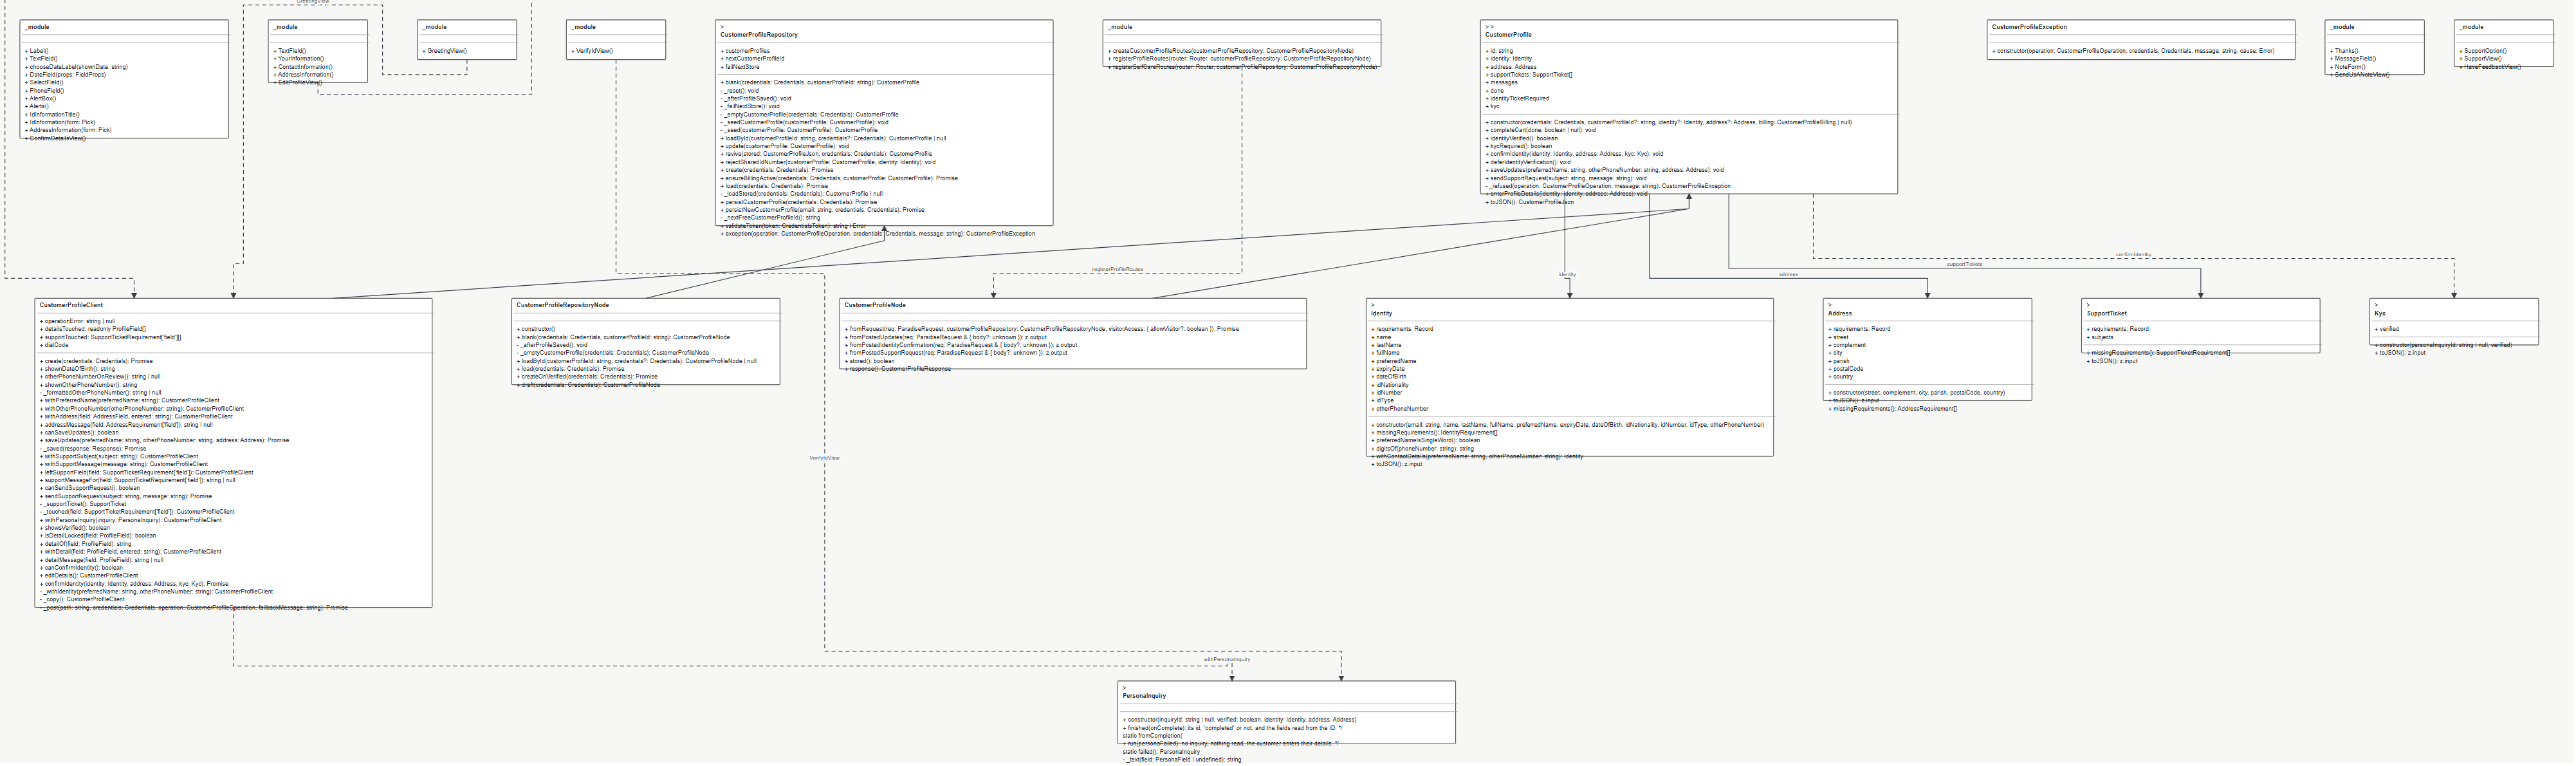 GreetingView
_module
+ Label()
+ TextField()
+ chooseDateLabel(shownDate: string)
+ DateField(props: FieldProps)
+ SelectField()
+ PhoneField()
+ AlertBox()
+ Alerts()
+ IdInformationTitle()
+ IdInformation(form: Pick)
+ AddressInformation(form: Pick)
+ ConfirmDetailsView()
_module
+ TextField()
+ YourInformation()
+ ContactInformation()
+ AddressInformation()
+ EditProfileView()
_module
+ GreetingView()
_module
+ VerifyIdView()
>
CustomerProfileRepository
+ customerProfiles
+ nextCustomerProfileId
+ failNextStore
+ blank(credentials: Credentials, customerProfileId: string): CustomerProfile
- _reset(): void
- _afterProfileSaved(): void
- _failNextStore(): void
- _emptyCustomerProfile(credentials: Credentials): CustomerProfile
- _seedCustomerProfile(customerProfile: CustomerProfile): void
- _seed(customerProfile: CustomerProfile): CustomerProfile
+ loadById(customerProfileId: string, credentials?: Credentials): CustomerProfile | null
+ update(customerProfile: CustomerProfile): void
+ revive(stored: CustomerProfileJson, credentials: Credentials): CustomerProfile
+ rejectSharedIdNumber(customerProfile: CustomerProfile, identity: Identity): void
+ create(credentials: Credentials): Promise
+ ensureBillingActive(credentials: Credentials, customerProfile: CustomerProfile): Promise
+ load(credentials: Credentials): Promise
- _loadStored(credentials: Credentials): CustomerProfile | null
+ persistCustomerProfile(credentials: Credentials): Promise
+ persistNewCustomerProfile(email: string, credentials: Credentials): Promise
- _nextFreeCustomerProfileId(): string
+ validateToken(token: CredentialsToken): string | Error
+ exception(operation: CustomerProfileOperation, credentials: Credentials, message: string): CustomerProfileException
_module
+ createCustomerProfileRoutes(customerProfileRepository: CustomerProfileRepositoryNode)
+ registerProfileRoutes(router: Router, customerProfileRepository: CustomerProfileRepositoryNode)
+ registerSelfCareRoutes(router: Router, customerProfileRepository: CustomerProfileRepositoryNode)
> >
CustomerProfile
+ id: string
+ identity: Identity
+ address: Address
+ supportTickets: SupportTicket[]
+ messages
+ done
+ identityTicketRequired
+ kyc
+ constructor(credentials: Credentials, customerProfileId?: string, identity?: Identity, address?: Address, billing: CustomerProfileBilling | null)
+ completeCart(done: boolean | null): void
+ identityVerified(): boolean
+ kycRequired(): boolean
+ confirmIdentity(identity: Identity, address: Address, kyc: Kyc): void
+ deferIdentityVerification(): void
+ saveUpdates(preferredName: string, otherPhoneNumber: string, address: Address): void
+ sendSupportRequest(subject: string, message: string): void
- _refused(operation: CustomerProfileOperation, message: string): CustomerProfileException
+ enterProfileDetails(identity: Identity, address: Address): void
+ toJSON(): CustomerProfileJson
CustomerProfileException
+ constructor(operation: CustomerProfileOperation, credentials: Credentials, message: string, cause: Error)
_module
+ Thanks()
+ MessageField()
+ NoteForm()
+ SendUsANoteView()
_module
+ SupportOption()
+ SupportView()
+ HaveFeedbackView()
registerProfileRoutes
identity
address
supportTickets
confirmIdentity
CustomerProfileClient
+ operationError: string | null
+ detailsTouched: readonly ProfileField[]
+ supportTouched: SupportTicketRequirement['field'][]
+ dialCode
+ create(credentials: Credentials): Promise
+ shownDateOfBirth(): string
+ otherPhoneNumberOnReview(): string | null
+ shownOtherPhoneNumber(): string
- _formattedOtherPhoneNumber(): string | null
+ withPreferredName(preferredName: string): CustomerProfileClient
+ withOtherPhoneNumber(otherPhoneNumber: string): CustomerProfileClient
+ withAddress(field: AddressField, entered: string): CustomerProfileClient
+ addressMessage(field: AddressRequirement['field']): string | null
+ canSaveUpdates(): boolean
+ saveUpdates(preferredName: string, otherPhoneNumber: string, address: Address): Promise
- _saved(response: Response): Promise
+ withSupportSubject(subject: string): CustomerProfileClient
+ withSupportMessage(message: string): CustomerProfileClient
+ leftSupportField(field: SupportTicketRequirement['field']): CustomerProfileClient
+ supportMessageFor(field: SupportTicketRequirement['field']): string | null
+ canSendSupportRequest(): boolean
+ sendSupportRequest(subject: string, message: string): Promise
- _supportTicket(): SupportTicket
- _touched(field: SupportTicketRequirement['field']): CustomerProfileClient
+ withPersonaInquiry(inquiry: PersonaInquiry): CustomerProfileClient
+ showsVerified(): boolean
+ isDetailLocked(field: ProfileField): boolean
+ detailOf(field: ProfileField): string
+ withDetail(field: ProfileField, entered: string): CustomerProfileClient
+ detailMessage(field: ProfileField): string | null
+ canConfirmIdentity(): boolean
+ editDetails(): CustomerProfileClient
+ confirmIdentity(identity: Identity, address: Address, kyc: Kyc): Promise
- _withIdentity(preferredName: string, otherPhoneNumber: string): CustomerProfileClient
- _copy(): CustomerProfileClient
- _post(path: string, credentials: Credentials, operation: CustomerProfileOperation, fallbackMessage: string): Promise
CustomerProfileRepositoryNode
+ constructor()
+ blank(credentials: Credentials, customerProfileId: string): CustomerProfileNode
- _afterProfileSaved(): void
- _emptyCustomerProfile(credentials: Credentials): CustomerProfileNode
+ loadById(customerProfileId: string, credentials?: Credentials): CustomerProfileNode | null
+ load(credentials: Credentials): Promise
+ createOnVerified(credentials: Credentials): Promise
+ draft(credentials: Credentials): CustomerProfileNode
CustomerProfileNode
+ fromRequest(req: ParadiseRequest, customerProfileRepository: CustomerProfileRepositoryNode, visitorAccess: { allowVisitor?: boolean }): Promise
+ fromPostedUpdates(req: ParadiseRequest & { body?: unknown }): z.output
+ fromPostedIdentityConfirmation(req: ParadiseRequest & { body?: unknown }): z.output
+ fromPostedSupportRequest(req: ParadiseRequest & { body?: unknown }): z.output
+ stored(): boolean
+ response(): CustomerProfileResponse
>
Identity
+ requirements: Record
+ name
+ lastName
+ fullName
+ preferredName
+ expiryDate
+ dateOfBirth
+ idNationality
+ idNumber
+ idType
+ otherPhoneNumber
+ constructor(email: string, name, lastName, fullName, preferredName, expiryDate, dateOfBirth, idNationality, idNumber, idType, otherPhoneNumber)
+ missingRequirements(): IdentityRequirement[]
+ preferredNameIsSingleWord(): boolean
+ digitsOf(phoneNumber: string): string
+ withContactDetails(preferredName: string, otherPhoneNumber: string): Identity
+ toJSON(): z.input
>
Address
+ requirements: Record
+ street
+ complement
+ city
+ parish
+ postalCode
+ country
+ constructor(street, complement, city, parish, postalCode, country)
+ toJSON(): z.input
+ missingRequirements(): AddressRequirement[]
>
SupportTicket
+ requirements: Record
+ subjects
+ missingRequirements(): SupportTicketRequirement[]
+ toJSON(): z.input
>
Kyc
+ verified
+ constructor(personaInquiryId: string | null, verified)
+ toJSON(): z.input
VerifyIdView
withPersonaInquiry
>
PersonaInquiry
+ constructor(inquiryId: string | null, verified: boolean, identity: Identity, address: Address)
+ finished(onComplete): its id, `completed` or not, and the fields read from the ID. */
static fromCompletion(
+ run(personaFailed): no inquiry, nothing read, the customer enters their details. */
static failed(): PersonaInquiry
- _text(field: PersonaField | undefined): string